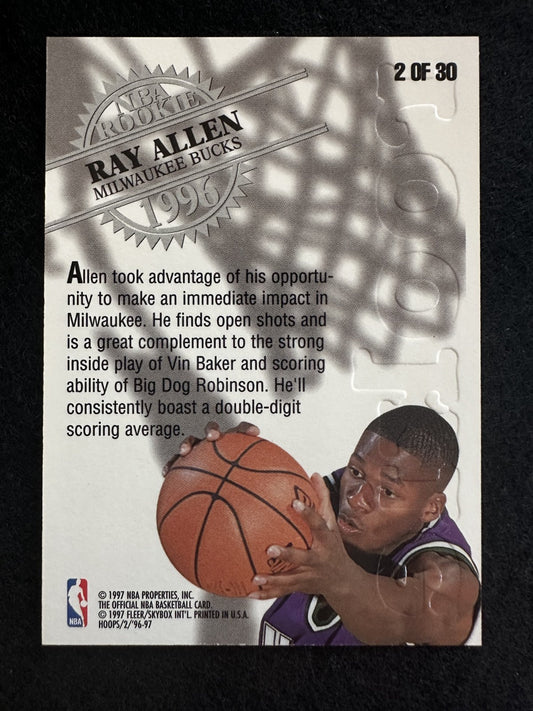 2 OF 30
NBA
ROOKIE
RAY ALLEN
MILWAUKEE BUCKS
1996
Allen took advantage of his opportu-
nity to make an immediate impact in
Milwaukee. He finds open shots and
is a great complement to the strong
inside play of Vin Baker and scoring
ability of Big Dog Robinson. He'll
consistently boast a double-digit
scoring average.
NBA
© 1997 NBA PROPERTIES, INC.
THE OFFICIAL NBA BASKETBALL CARD.
© 1997 FLEER/SKYBOX INT'L. PRINTED IN U.S.A.
HOOPS/2/'96-97